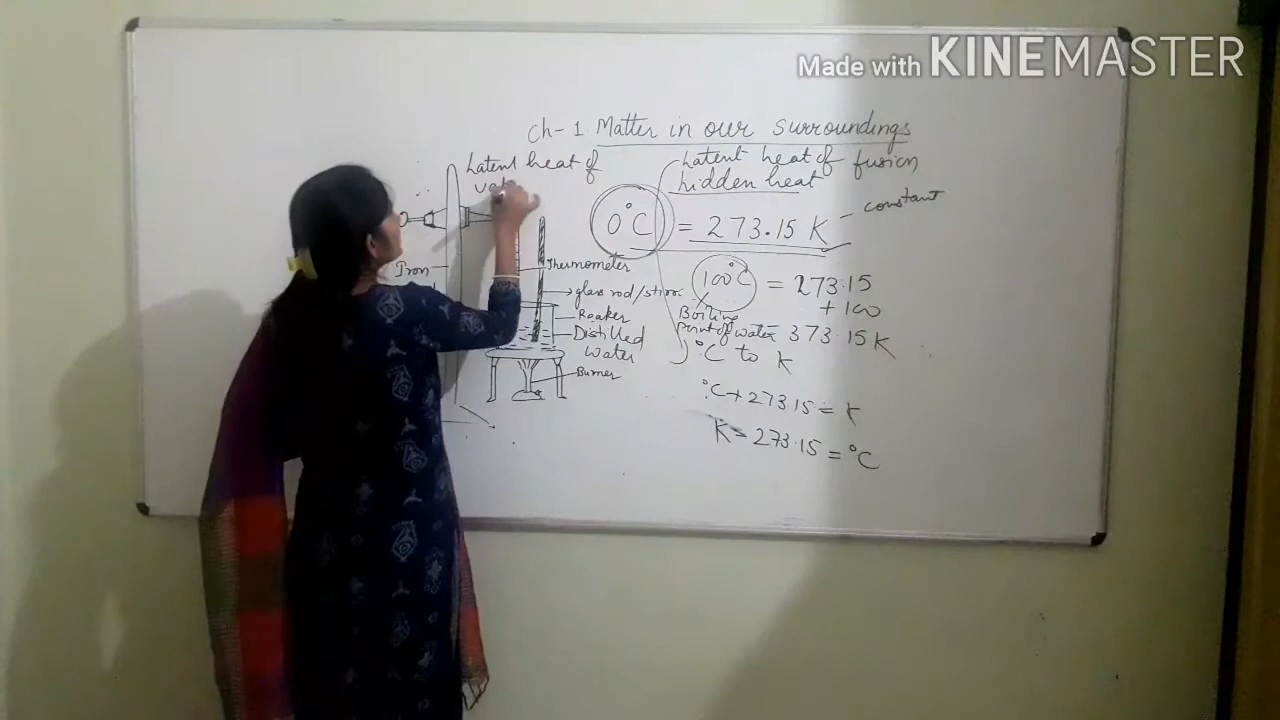 Made with KINEMASTER
Ch-1 Matter in our surroundings
Latent heat of
Latent heat of fusion
hidden heat
0°C = 273.15 K - constant
Iron
Thermometer
glass rod/stirr
Beaker
Distilled
Water
Burner
100°C = 273.15
+ 100
Boiling
Point of water = 373.15 K
°C to K
°C + 273.15 = K
K - 273.15 = °C